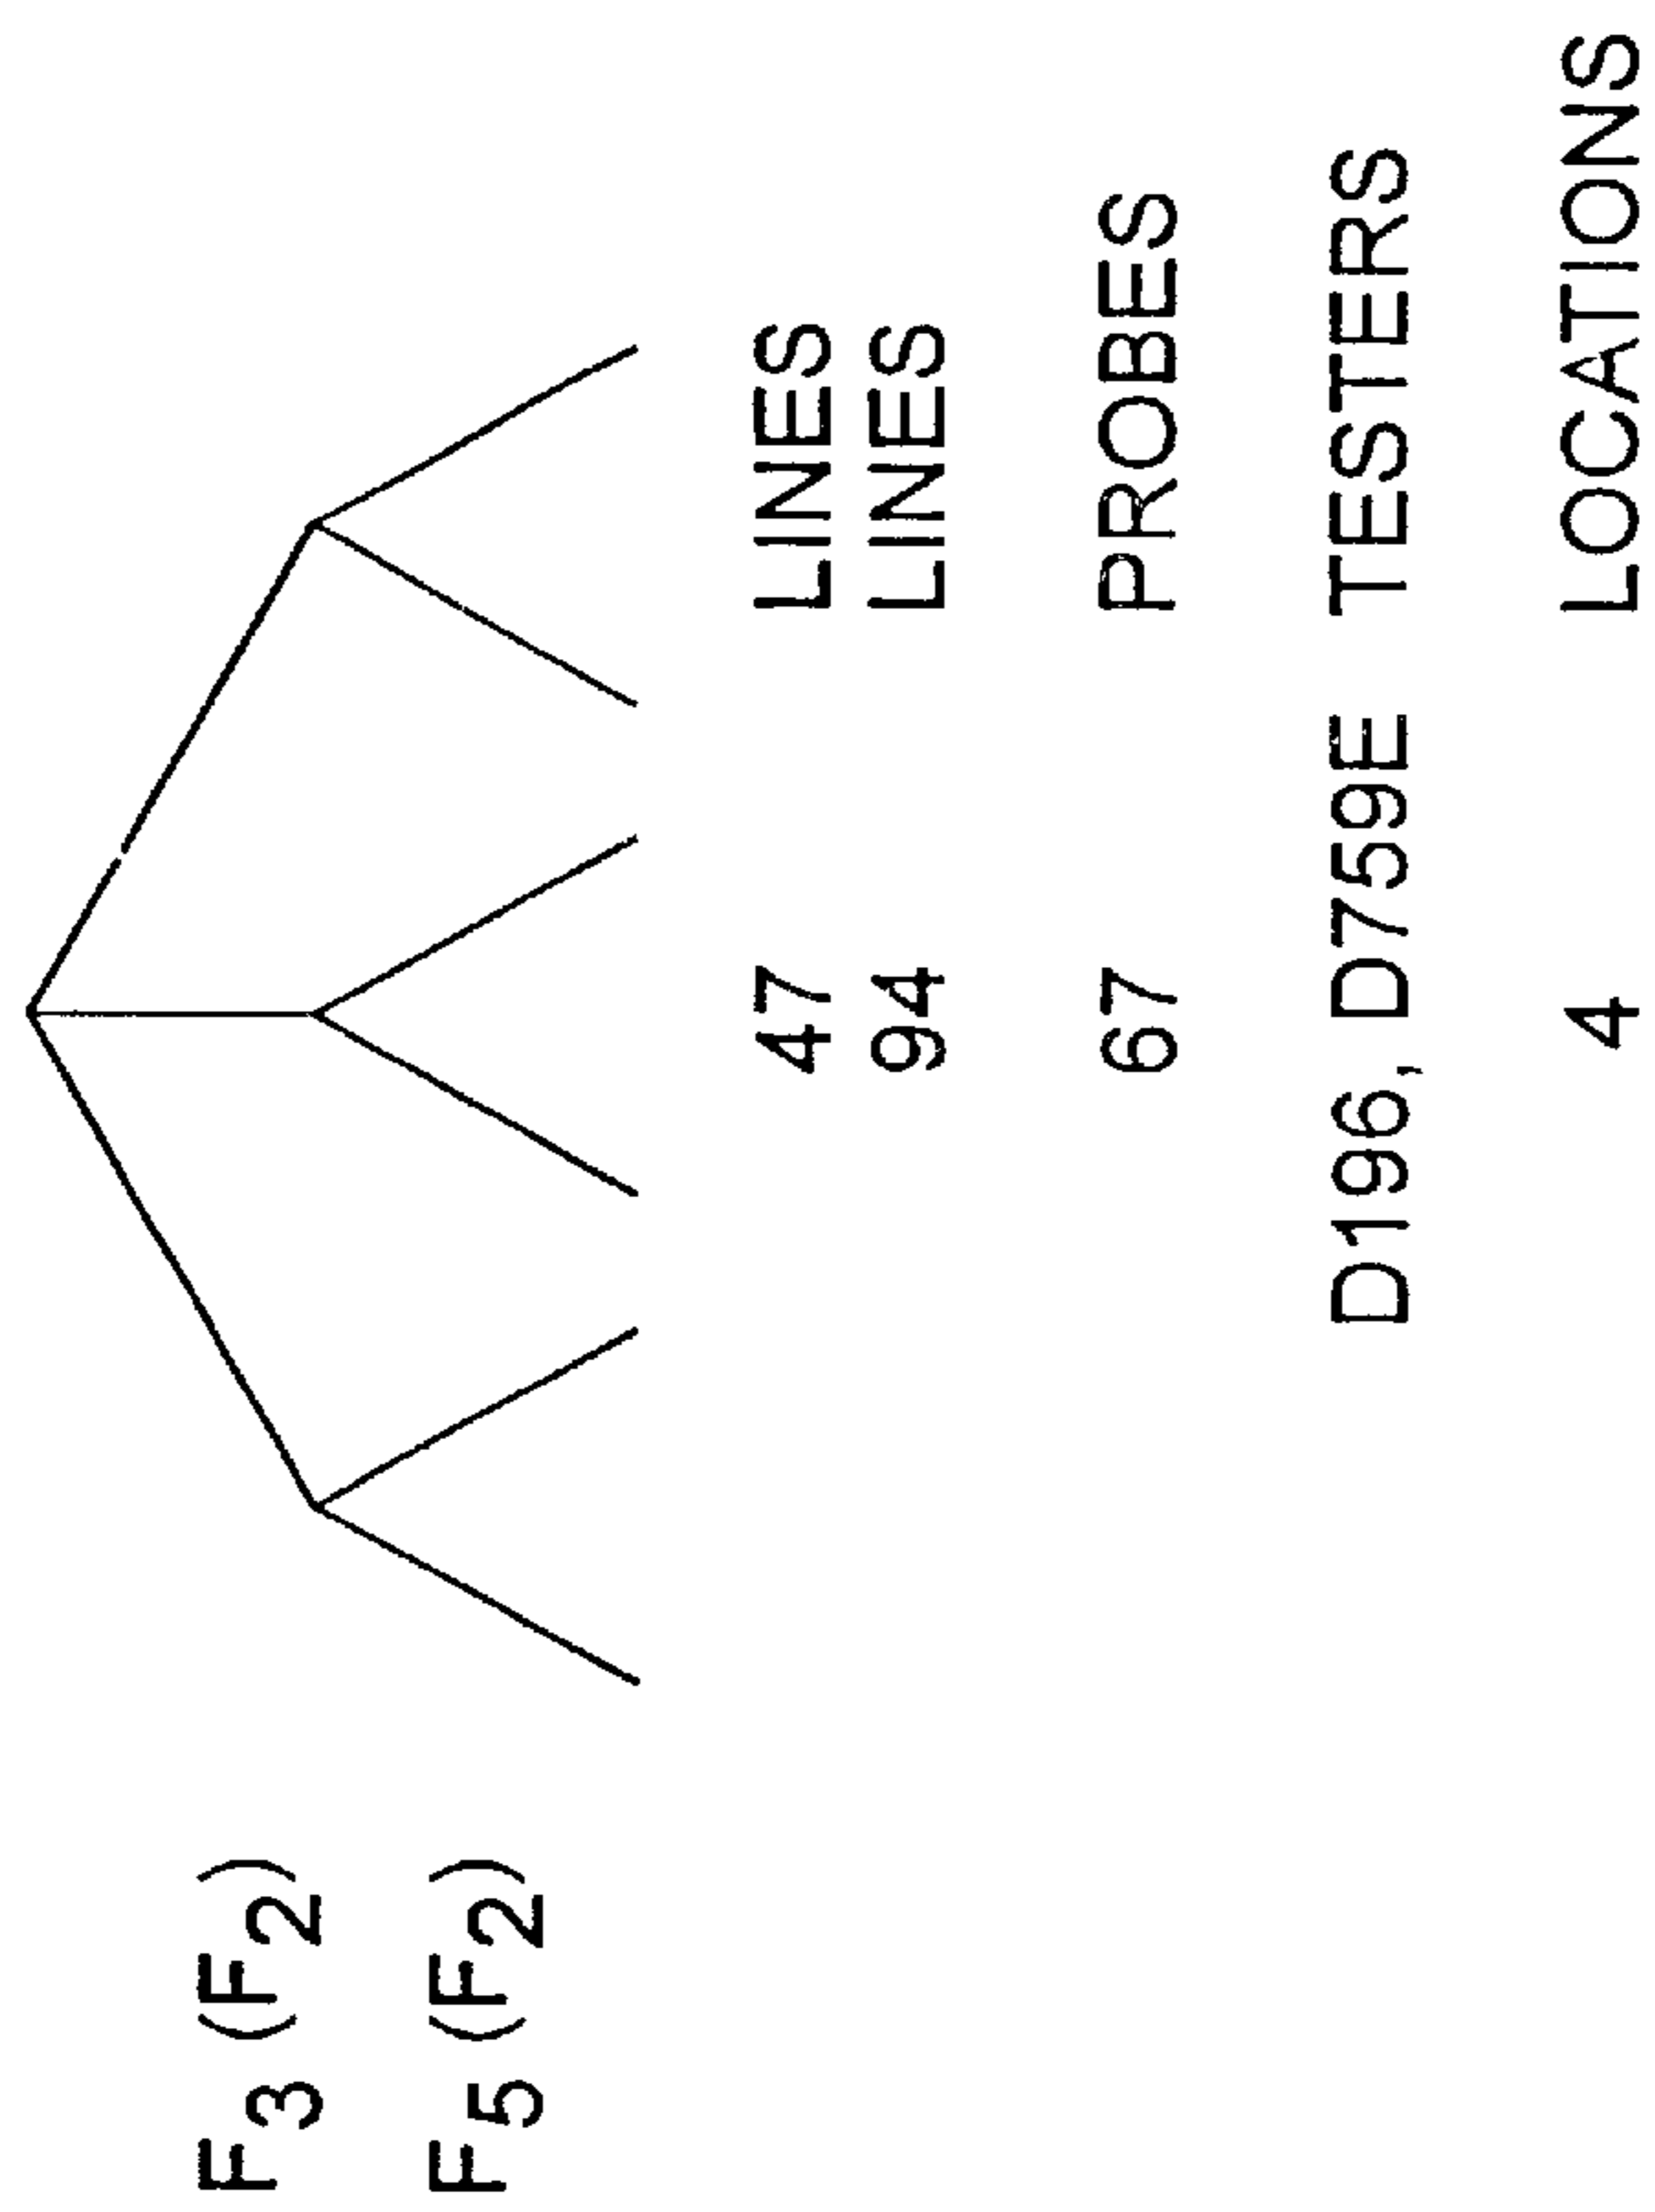 F3(F2)
F5(F2)
47 LINES
94 LINES
67 PROBES
D196, D759E TESTERS
4 LOCATIONS